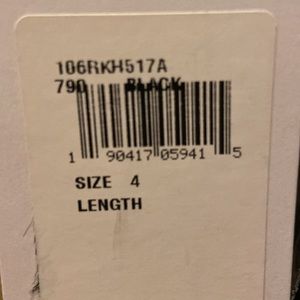 106RKH517A
790 BLACK
1 90417 05941 5
SIZE 4
LENGTH